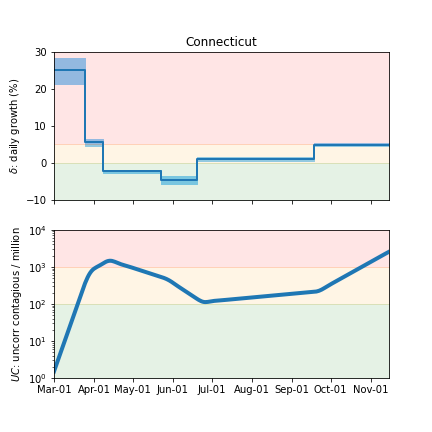 Connecticut
δ: daily growth (%)
30
20
10
0
−10
UC: uncorr contagious / million
10⁴
10³
10²
10¹
10⁰
Mar-01 Apr-01 May-01 Jun-01 Jul-01 Aug-01 Sep-01 Oct-01 Nov-01